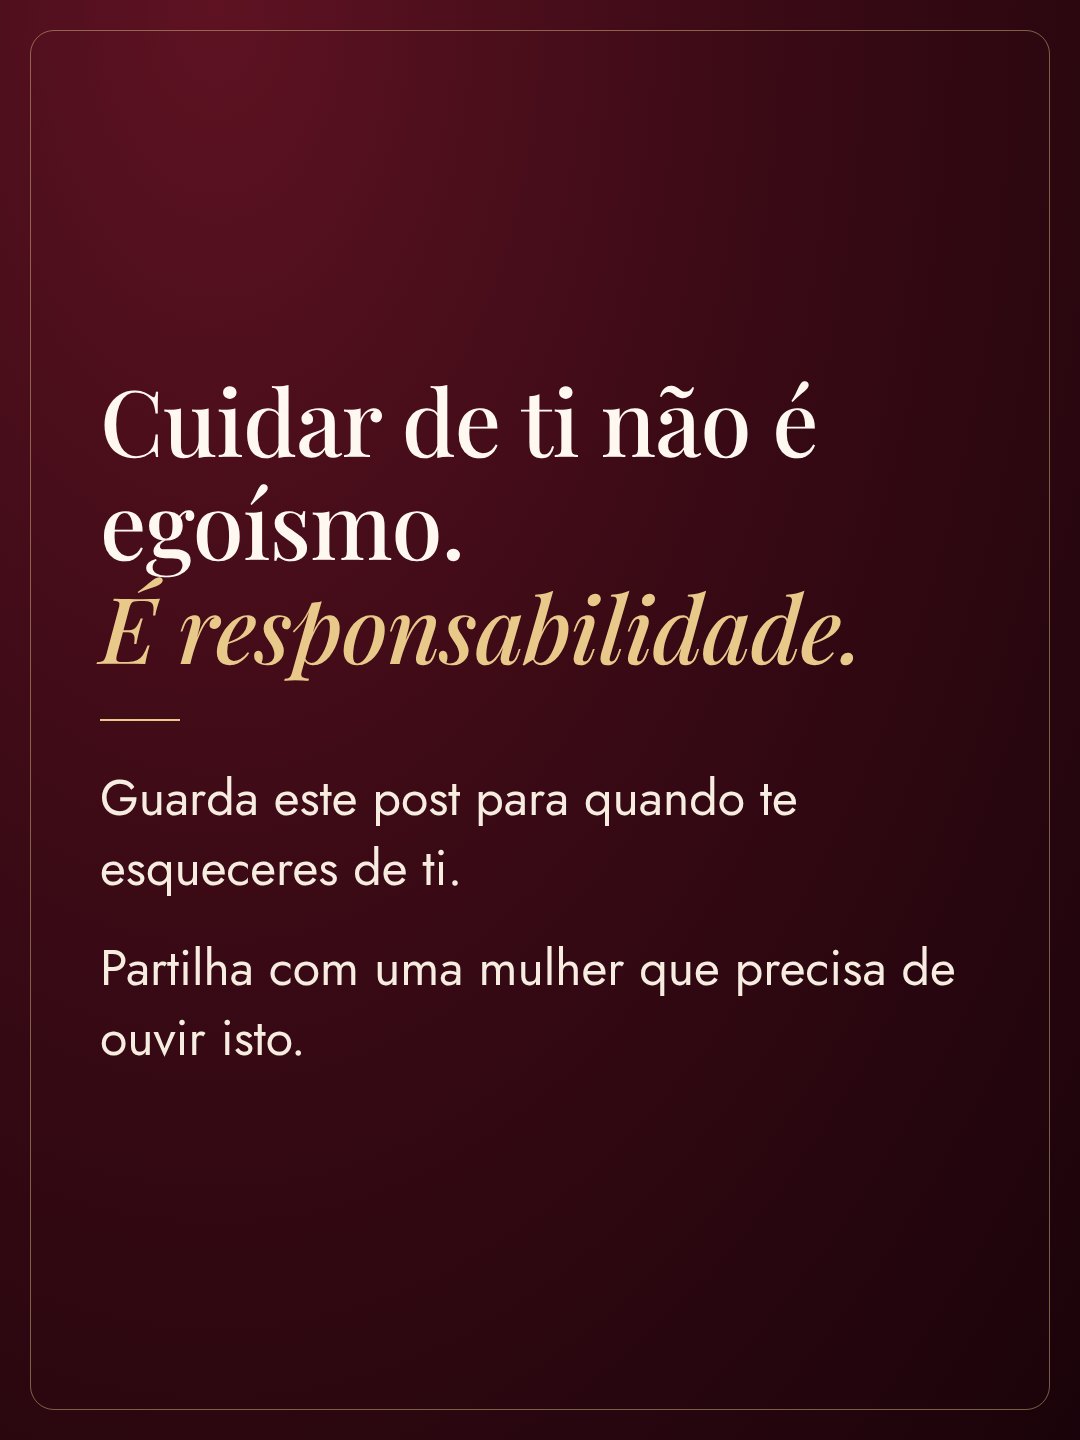 Cuidar de ti não é
egoísmo.
É responsabilidade.
Guarda este post para quando te
esqueceres de ti.
Partilha com uma mulher que precisa de
ouvir isto.